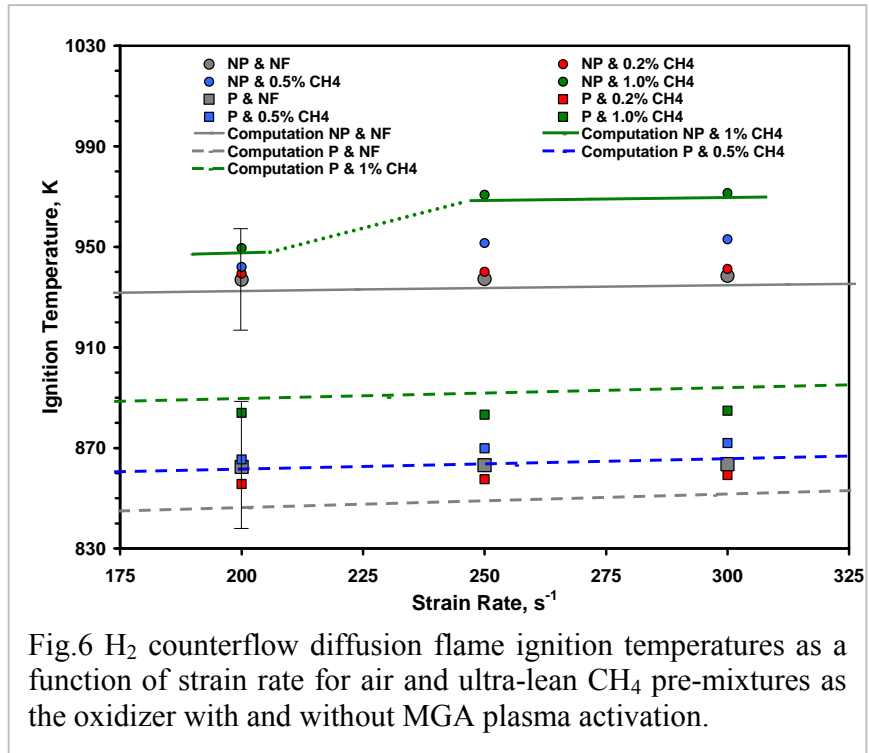 1030
990
950
910
870
830
Ignition Temperature, K
NP & NF
NP & 0.2% CH4
NP & 0.5% CH4
NP & 1.0% CH4
P & NF
P & 0.2% CH4
P & 0.5% CH4
P & 1.0% CH4
Computation NP & NF
Computation NP & 1% CH4
Computation P & NF
Computation P & 0.5% CH4
Computation P & 1% CH4
175 200 225 250 275 300 325
Strain Rate, s⁻¹
Fig.6 H₂ counterflow diffusion flame ignition temperatures as a
function of strain rate for air and ultra-lean CH₄ pre-mixtures as
the oxidizer with and without MGA plasma activation.